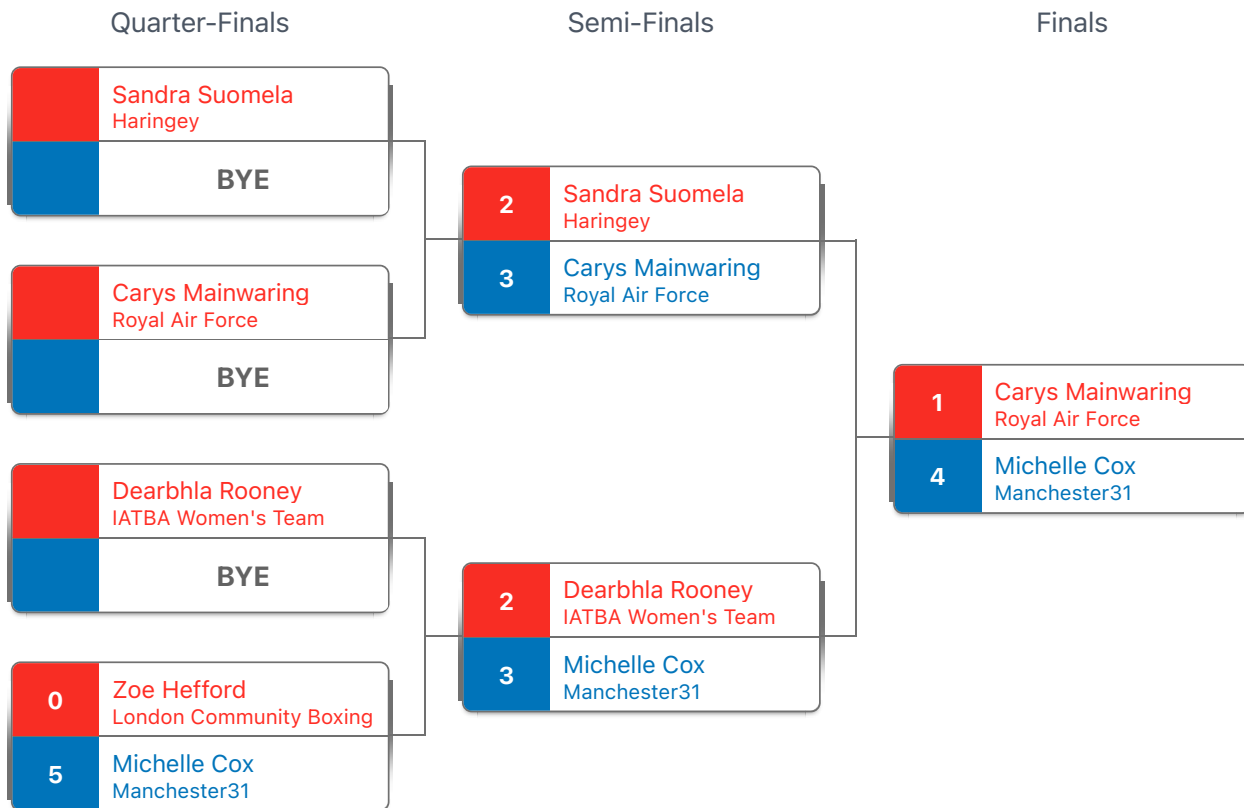 Quarter-Finals
Semi-Finals
Finals
Sandra Suomela
Haringey
BYE
Carys Mainwaring
Royal Air Force
BYE
Dearbhla Rooney
IATBA Women's Team
BYE
0
Zoe Hefford
London Community Boxing
5
Michelle Cox
Manchester31
2
Sandra Suomela
Haringey
3
Carys Mainwaring
Royal Air Force
2
Dearbhla Rooney
IATBA Women's Team
3
Michelle Cox
Manchester31
1
Carys Mainwaring
Royal Air Force
4
Michelle Cox
Manchester31